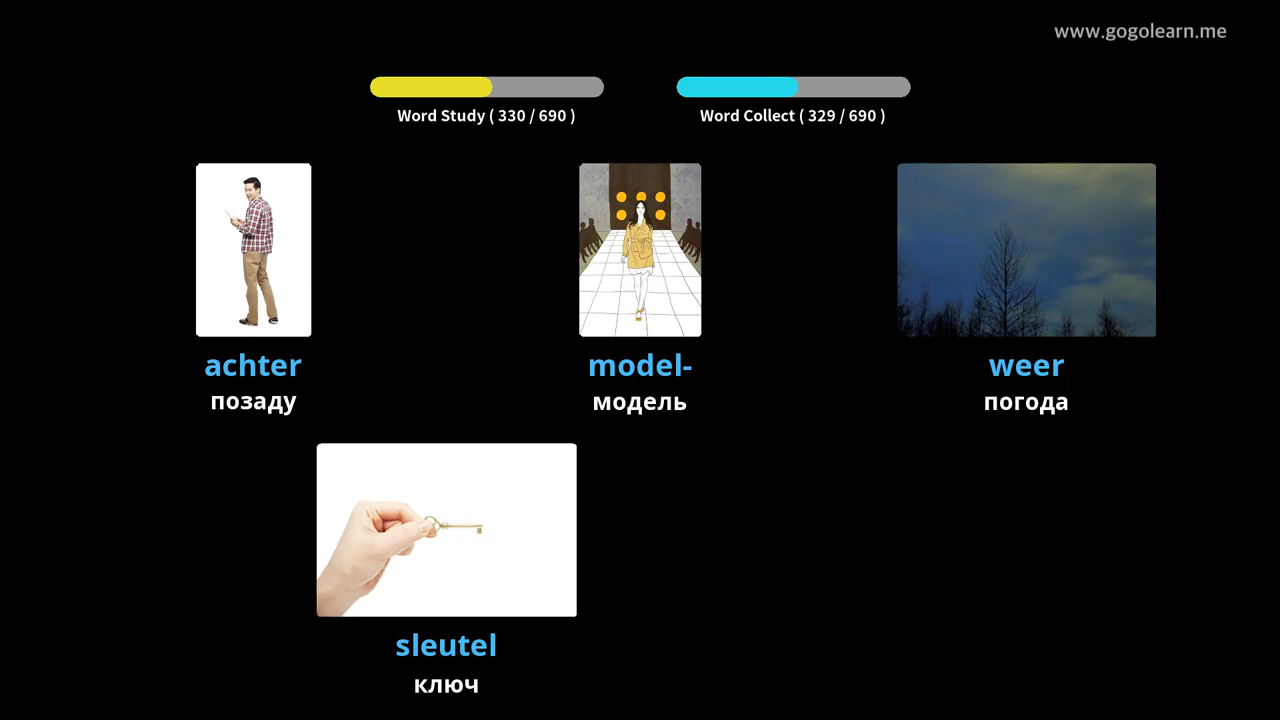 www.gogolearn.me
Word Study ( 330 / 690 )
Word Collect ( 329 / 690 )
achter
позаду
model-
модель
weer
погода
sleutel
ключ